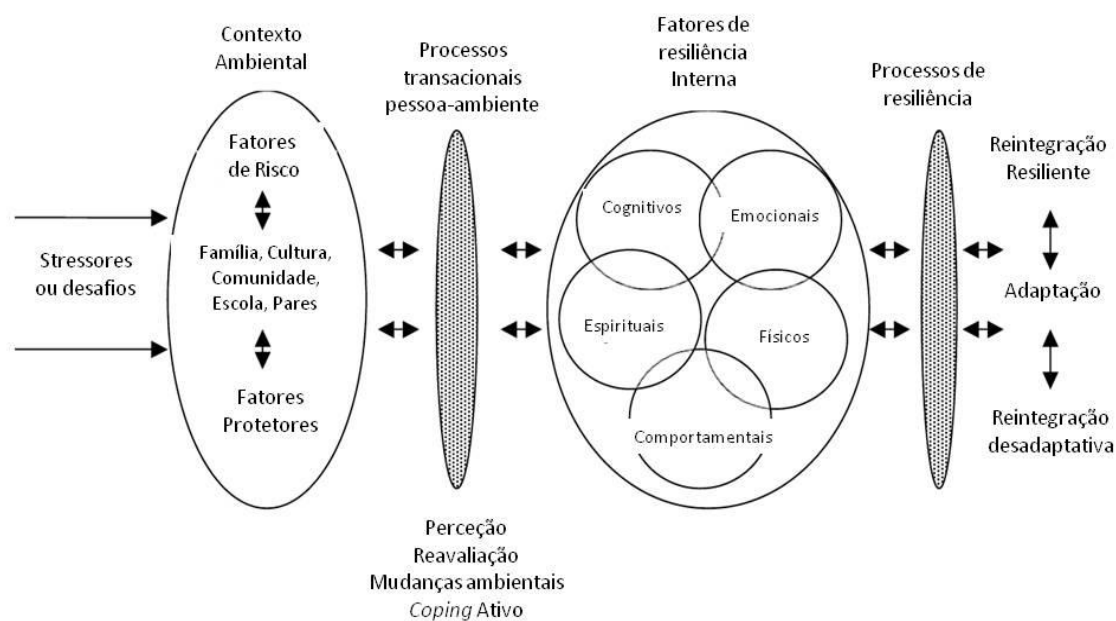 Contexto
Ambiental
Fatores
de Risco
Família, Cultura,
Comunidade,
Escola, Pares
Fatores
Protetores
Stressores
ou desafios
Processos
transacionais
pessoa-ambiente
Perceção
Reavaliação
Mudanças ambientais
Coping Ativo
Fatores de
resiliência
Interna
Cognitivos
Emocionais
Espirituais
Físicos
Comportamentais
Processos de
resiliência
Reintegração
Resiliente
Adaptação
Reintegração
desadaptativa